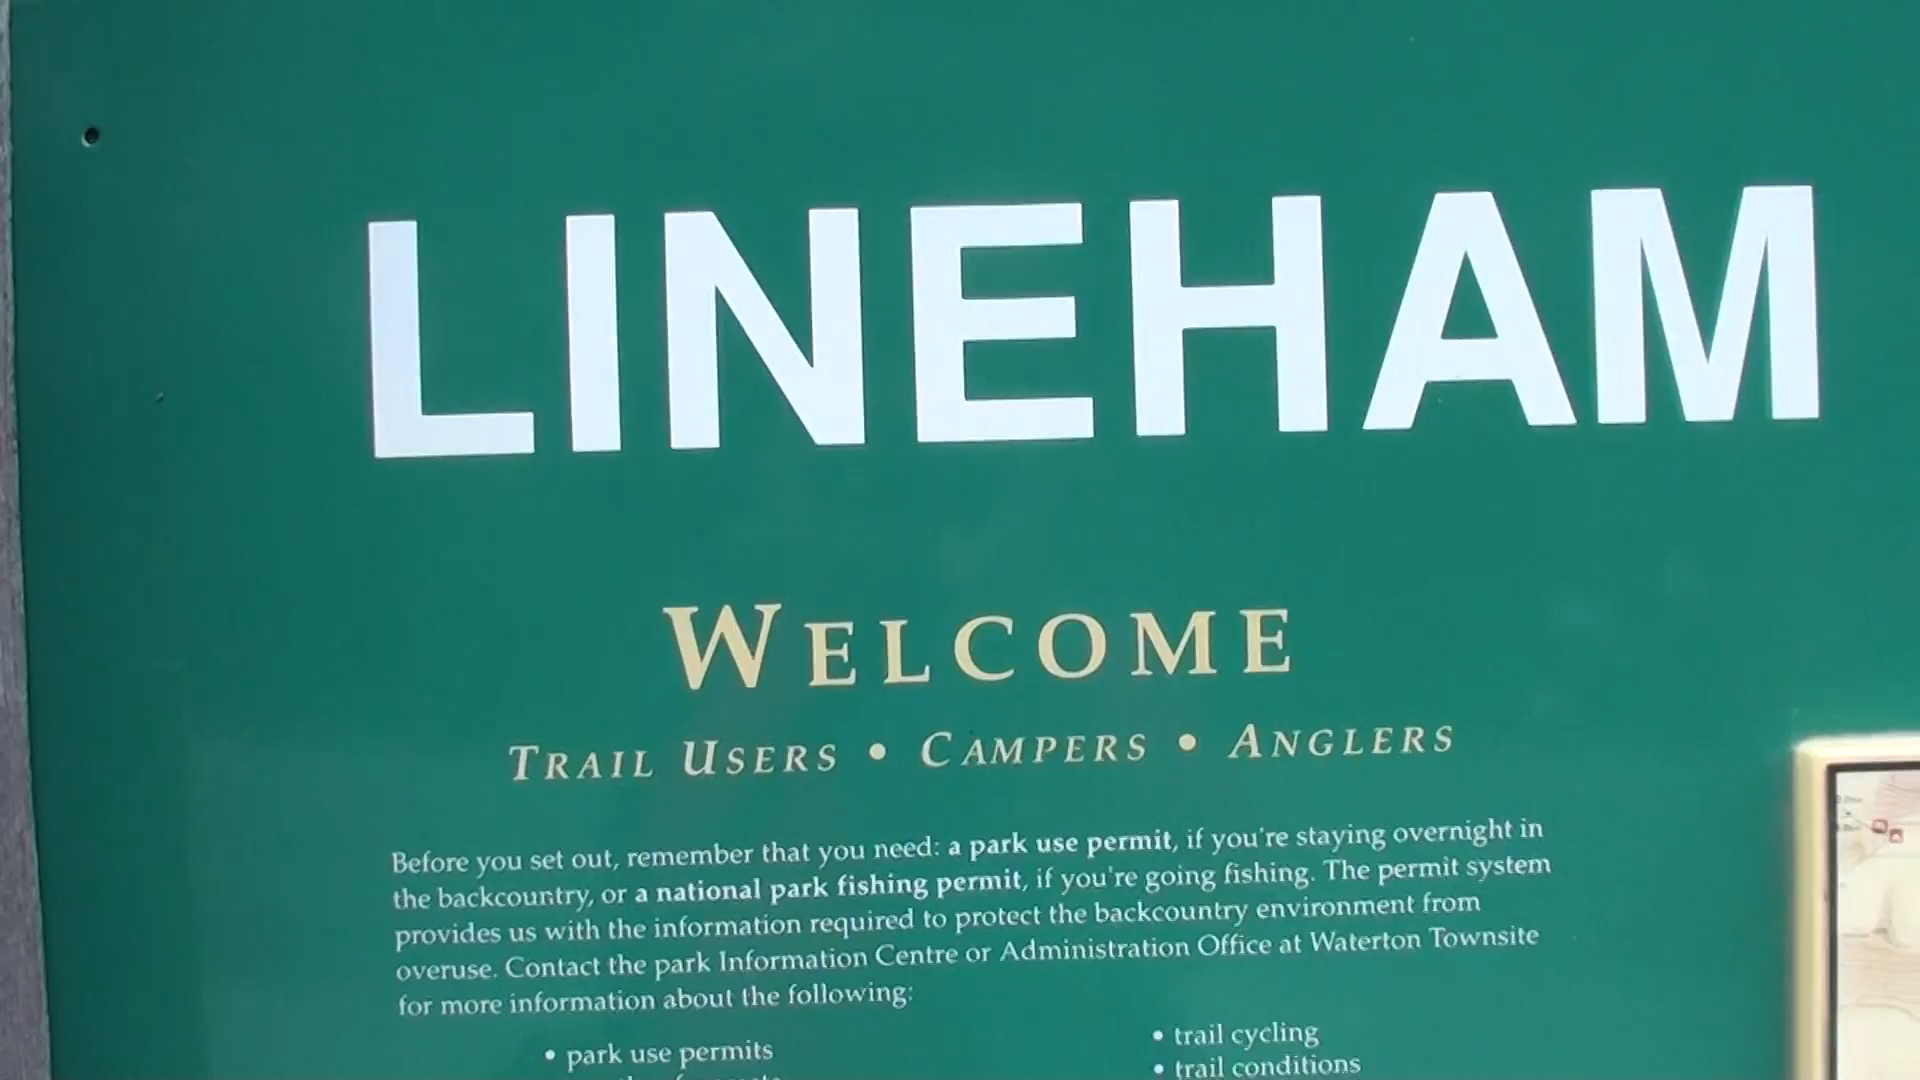 LINEHAM
WELCOME
TRAIL USERS • CAMPERS • ANGLERS
Before you set out, remember that you need: a park use permit, if you're staying overnight in
the backcountry, or a national park fishing permit, if you're going fishing. The permit system
provides us with the information required to protect the backcountry environment from
overuse. Contact the park Information Centre or Administration Office at Waterton Townsite
for more information about the following:
• park use permits
• trail cycling
• trail conditions